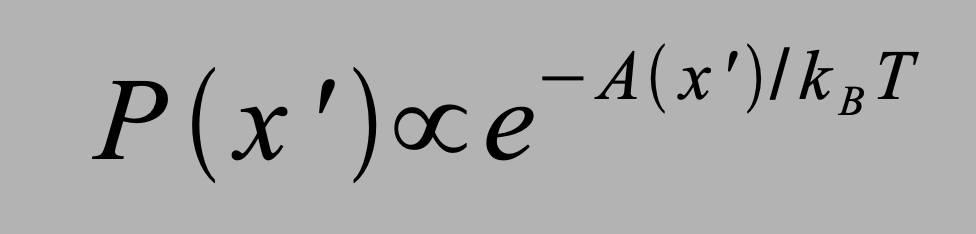 P(x′)∝e^{−A(x′)/k_B T}